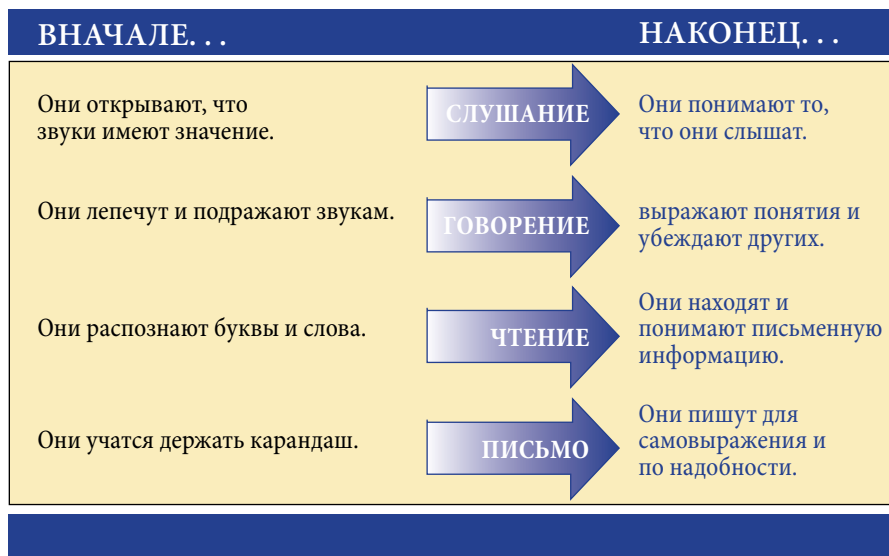 ВНАЧАЛЕ. . .
НАКОНЕЦ. . .
Они открывают, что
звуки имеют значение.
СЛУШАНИЕ
Они понимают то,
что они слышат.
Они лепечут и подражают звукам.
ГОВОРЕНИЕ
выражают понятия и
убеждают других.
Они распознают буквы и слова.
ЧТЕНИЕ
Они находят и
понимают письменную
информацию.
Они учатся держать карандаш.
ПИСЬМО
Они пишут для
самовыражения и
по надобности.